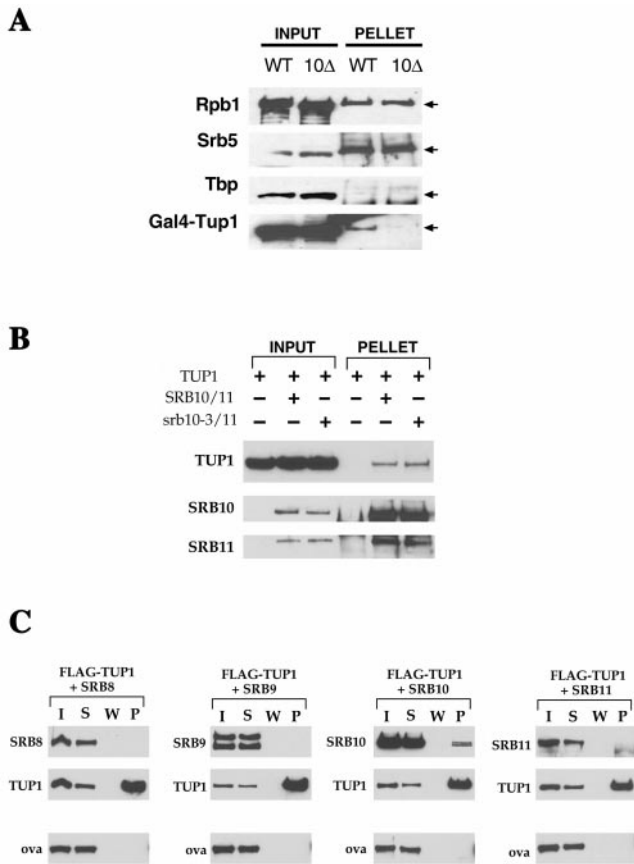 A
INPUT PELLET
WT 10Δ WT 10Δ
Rpb1
Srb5
Tbp
Gal4-Tup1
B
INPUT PELLET
TUP1 + + + + + +
SRB10/11 − + − − + −
srb10-3/11 − − + − − +
TUP1
SRB10
SRB11
C
FLAG-TUP1 + SRB8
I S W P
SRB8
TUP1
ova
FLAG-TUP1 + SRB9
I S W P
SRB9
TUP1
ova
FLAG-TUP1 + SRB10
I S W P
SRB10
TUP1
ova
FLAG-TUP1 + SRB11
I S W P
SRB11
TUP1
ova